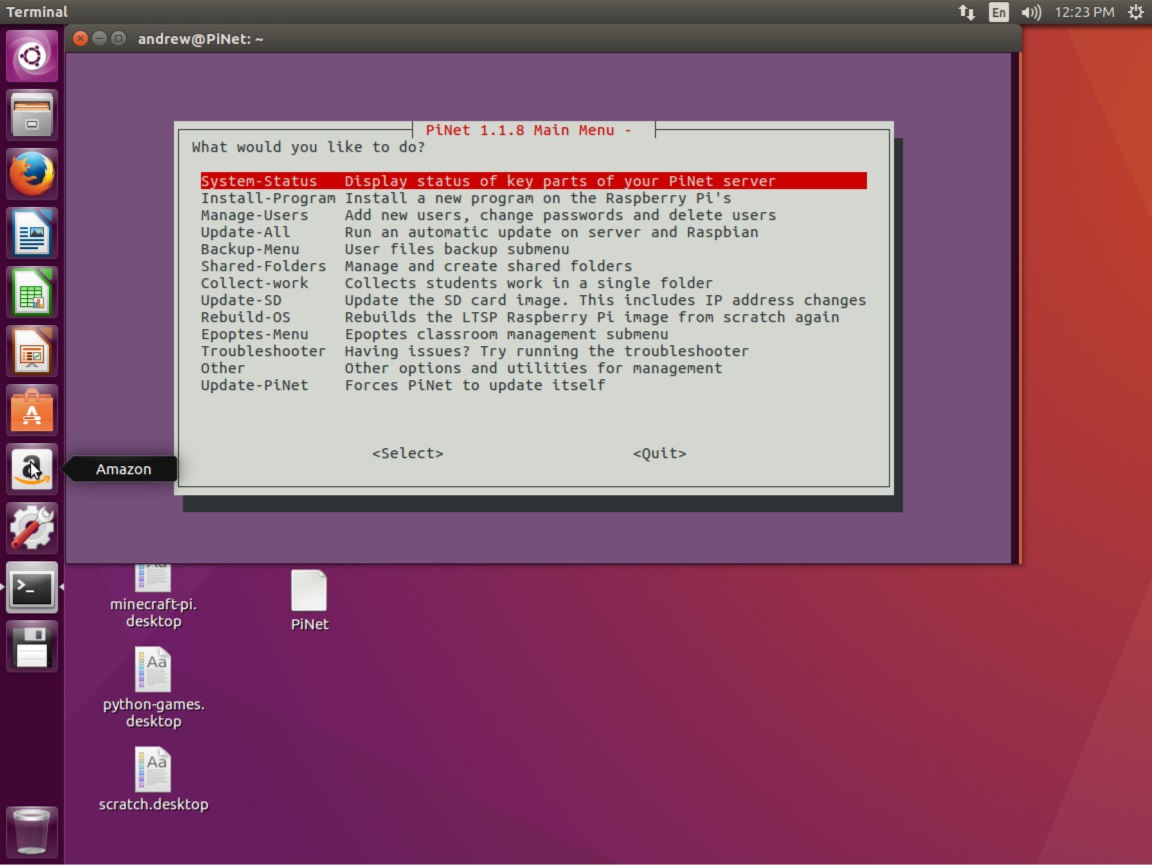 Terminal
En
12:23 PM
andrew@PiNet: ~
PiNet 1.1.8 Main Menu -
What would you like to do?
System-Status Display status of key parts of your PiNet server
Install-Program Install a new program on the Raspberry Pi's
Manage-Users Add new users, change passwords and delete users
Update-All Run an automatic update on server and Raspbian
Backup-Menu User files backup submenu
Shared-Folders Manage and create shared folders
Collect-work Collects students work in a single folder
Update-SD Update the SD card image. This includes IP address changes
Rebuild-OS Rebuilds the LTSP Raspberry Pi image from scratch again
Epoptes-Menu Epoptes classroom management submenu
Troubleshooter Having issues? Try running the troubleshooter
Other Other options and utilities for management
Update-PiNet Forces PiNet to update itself
<Select> <Quit>
Amazon
minecraft-pi.
desktop
PiNet
Aa
python-games.
desktop
Aa
scratch.desktop